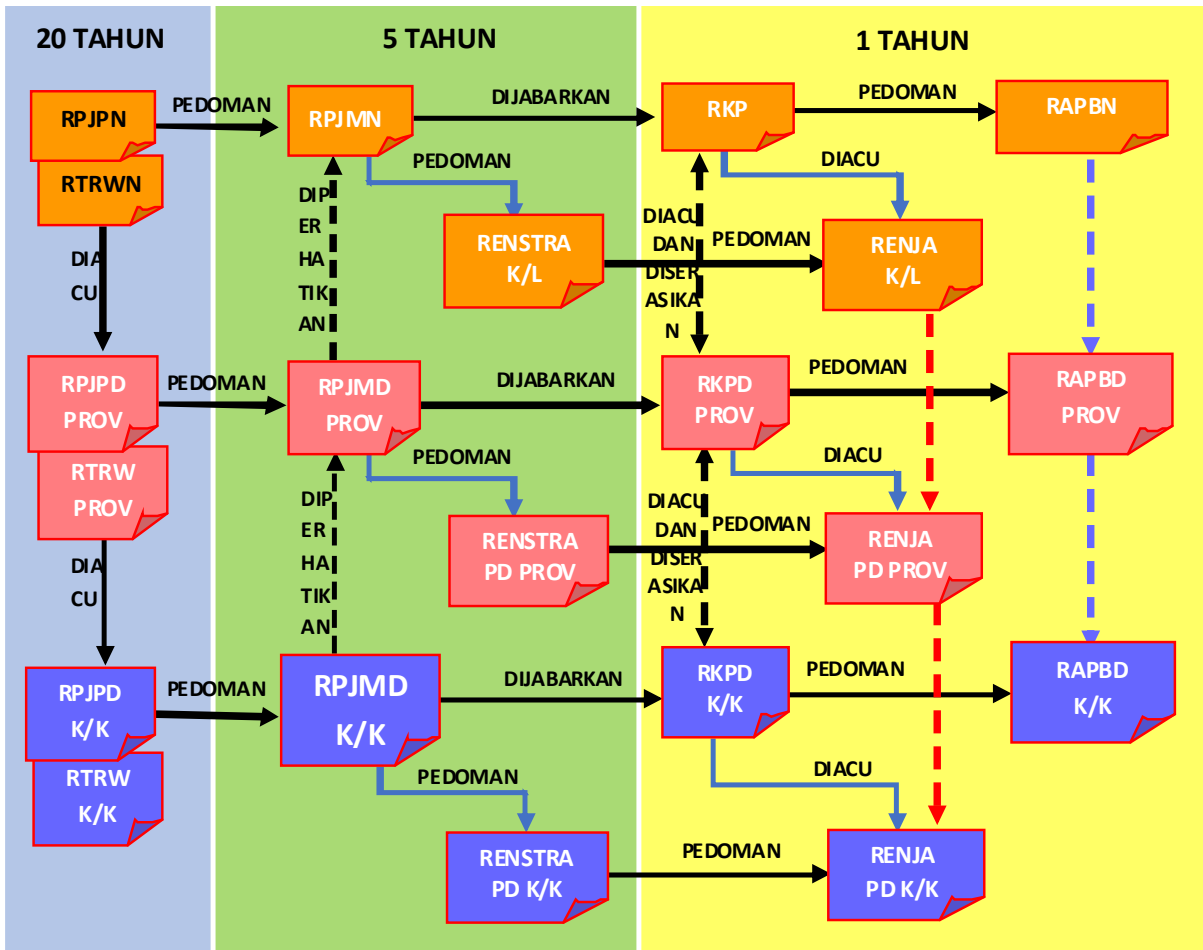 20 TAHUN
5 TAHUN
1 TAHUN
RPJPN
PEDOMAN
RPJMN
DIJABARKAN
RKP
PEDOMAN
RAPBN
RTRWN
PEDOMAN
DIACU
DIA
CU
DIP
ER
HA
TIK
AN
RENSTRA
K/L
DIACU
DAN
DISER
ASIKA
N
PEDOMAN
RENJA
K/L
RPJPD
PROV
PEDOMAN
RPJMD
PROV
DIJABARKAN
RKPD
PROV
PEDOMAN
RAPBD
PROV
RTRW
PROV
PEDOMAN
DIACU
DIA
CU
DIP
ER
HA
TIK
AN
RENSTRA
PD PROV
DIACU
DAN
DISER
ASIKA
N
PEDOMAN
RENJA
PD PROV
RPJPD
K/K
PEDOMAN
RPJMD
K/K
DIJABARKAN
RKPD
K/K
PEDOMAN
RAPBD
K/K
RTRW
K/K
PEDOMAN
DIACU
RENSTRA
PD K/K
PEDOMAN
RENJA
PD K/K